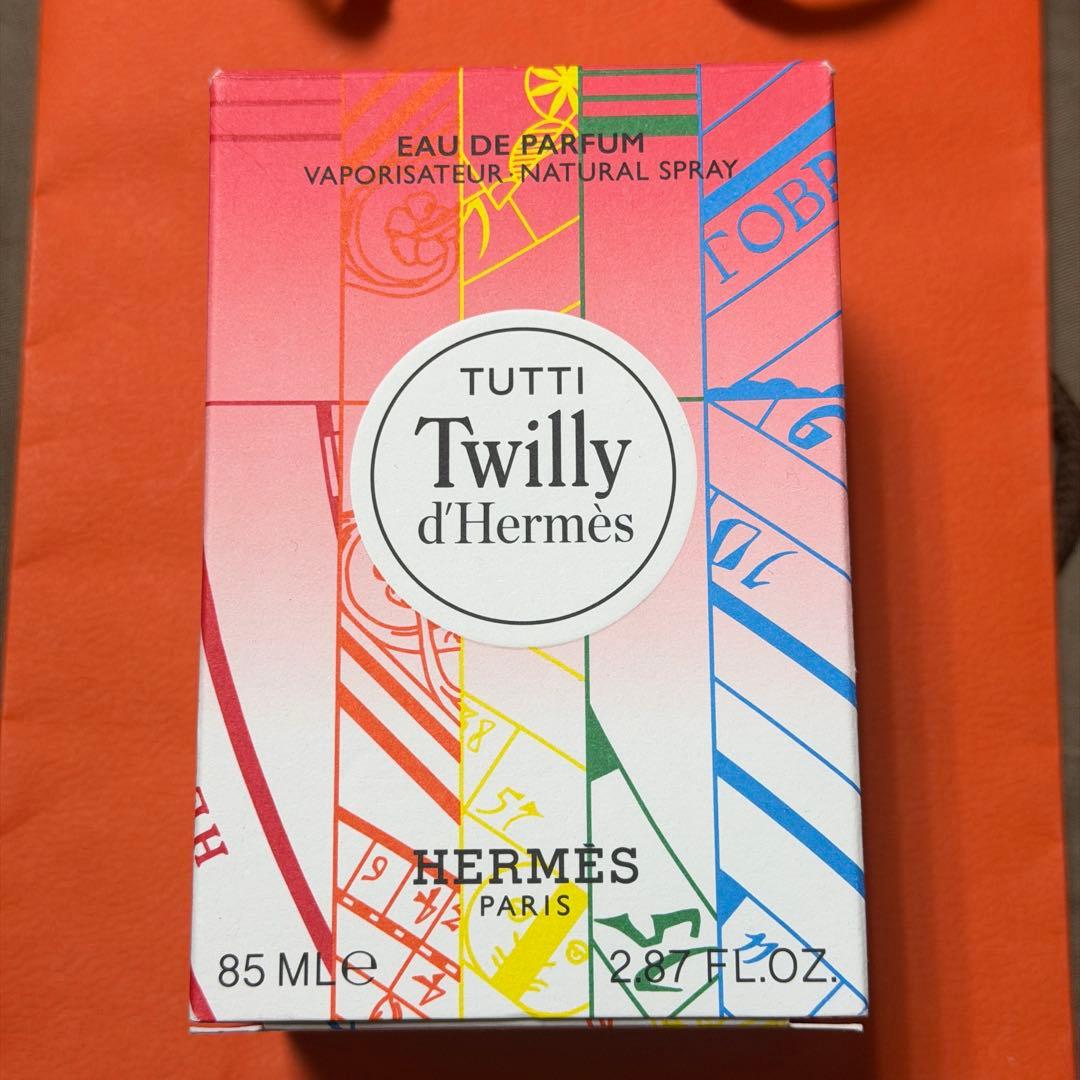 EAU DE PARFUM
VAPORISATEUR·NATURAL SPRAY
TUTTI
Twilly
d'Hermès
HERMÈS
PARIS
85 ML℮
2.87 FL.OZ.